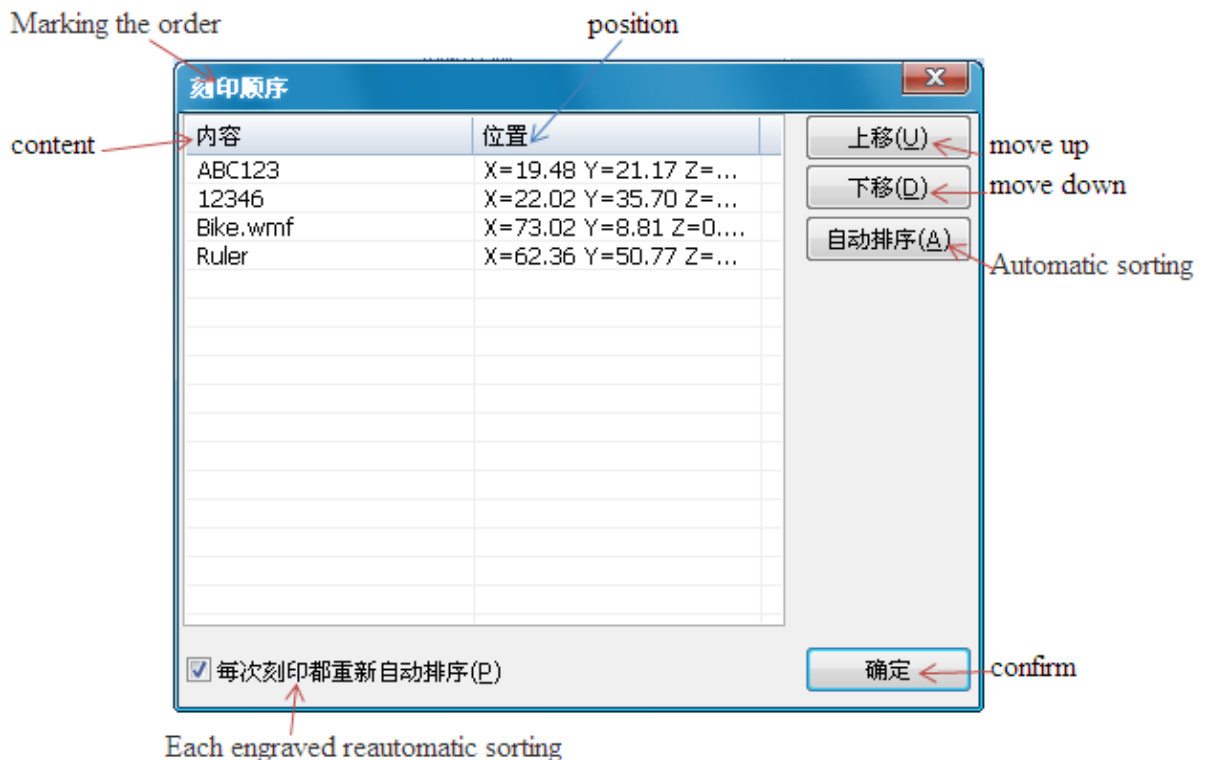 Marking the order
position
刻印顺序
X
content
内容 位置
上移(U)
move up
ABC123 X=19.48 Y=21.17 Z=...
下移(D)
move down
12346 X=22.02 Y=35.70 Z=...
Bike.wmf X=73.02 Y=8.81 Z=0....
自动排序(A)
Ruler X=62.36 Y=50.77 Z=...
Automatic sorting
每次刻印都重新自动排序(P)
确定
confirm
Each engraved reautomatic sorting